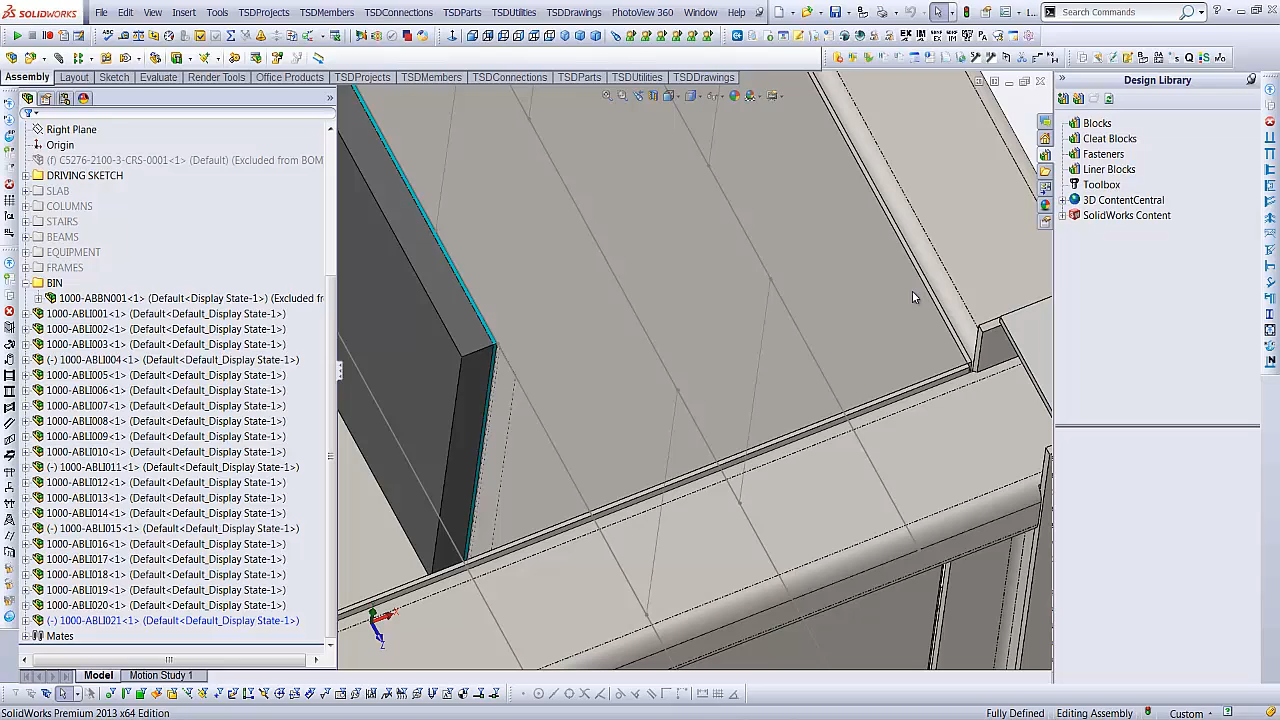 SOLIDWORKS File Edit View Insert Tools TSDProjects TSDMembers TSDConnections TSDParts TSDUtilities TSDDrawings PhotoView 360 Window Help Search Commands
Assembly Layout Sketch Evaluate Render Tools Office Products TSDProjects TSDMembers TSDConnections TSDParts TSDUtilities TSDDrawings
Design Library
Right Plane
Origin
(f) C5276-2100-3-CRS-0001<1> (Default) (Excluded from BOM
DRIVING SKETCH
SLAB
COLUMNS
STAIRS
BEAMS
EQUIPMENT
FRAMES
BIN
1000-ABBN001<1> (Default<Display State-1>) (Excluded fr
1000-ABLI001<1> (Default<Default_Display State-1>)
1000-ABLI002<1> (Default<Default_Display State-1>)
1000-ABLI003<1> (Default<Default_Display State-1>)
(-) 1000-ABLI004<1> (Default<Default_Display State-1>)
1000-ABLI005<1> (Default<Default_Display State-1>)
1000-ABLI006<1> (Default<Default_Display State-1>)
1000-ABLI007<1> (Default<Default_Display State-1>)
1000-ABLI008<1> (Default<Default_Display State-1>)
1000-ABLI009<1> (Default<Default_Display State-1>)
1000-ABLI010<1> (Default<Default_Display State-1>)
(-) 1000-ABLI011<1> (Default<Default_Display State-1>)
1000-ABLI012<1> (Default<Default_Display State-1>)
1000-ABLI013<1> (Default<Default_Display State-1>)
1000-ABLI014<1> (Default<Default_Display State-1>)
(-) 1000-ABLI015<1> (Default<Default_Display State-1>)
1000-ABLI016<1> (Default<Default_Display State-1>)
1000-ABLI017<1> (Default<Default_Display State-1>)
1000-ABLI018<1> (Default<Default_Display State-1>)
1000-ABLI019<1> (Default<Default_Display State-1>)
1000-ABLI020<1> (Default<Default_Display State-1>)
(-) 1000-ABLI021<1> (Default<Default_Display State-1>)
Mates
Blocks
Cleat Blocks
Fasteners
Liner Blocks
Toolbox
3D ContentCentral
SolidWorks Content
X
Z
Model Motion Study 1
SolidWorks Premium 2013 x64 Edition Fully Defined Editing Assembly Custom